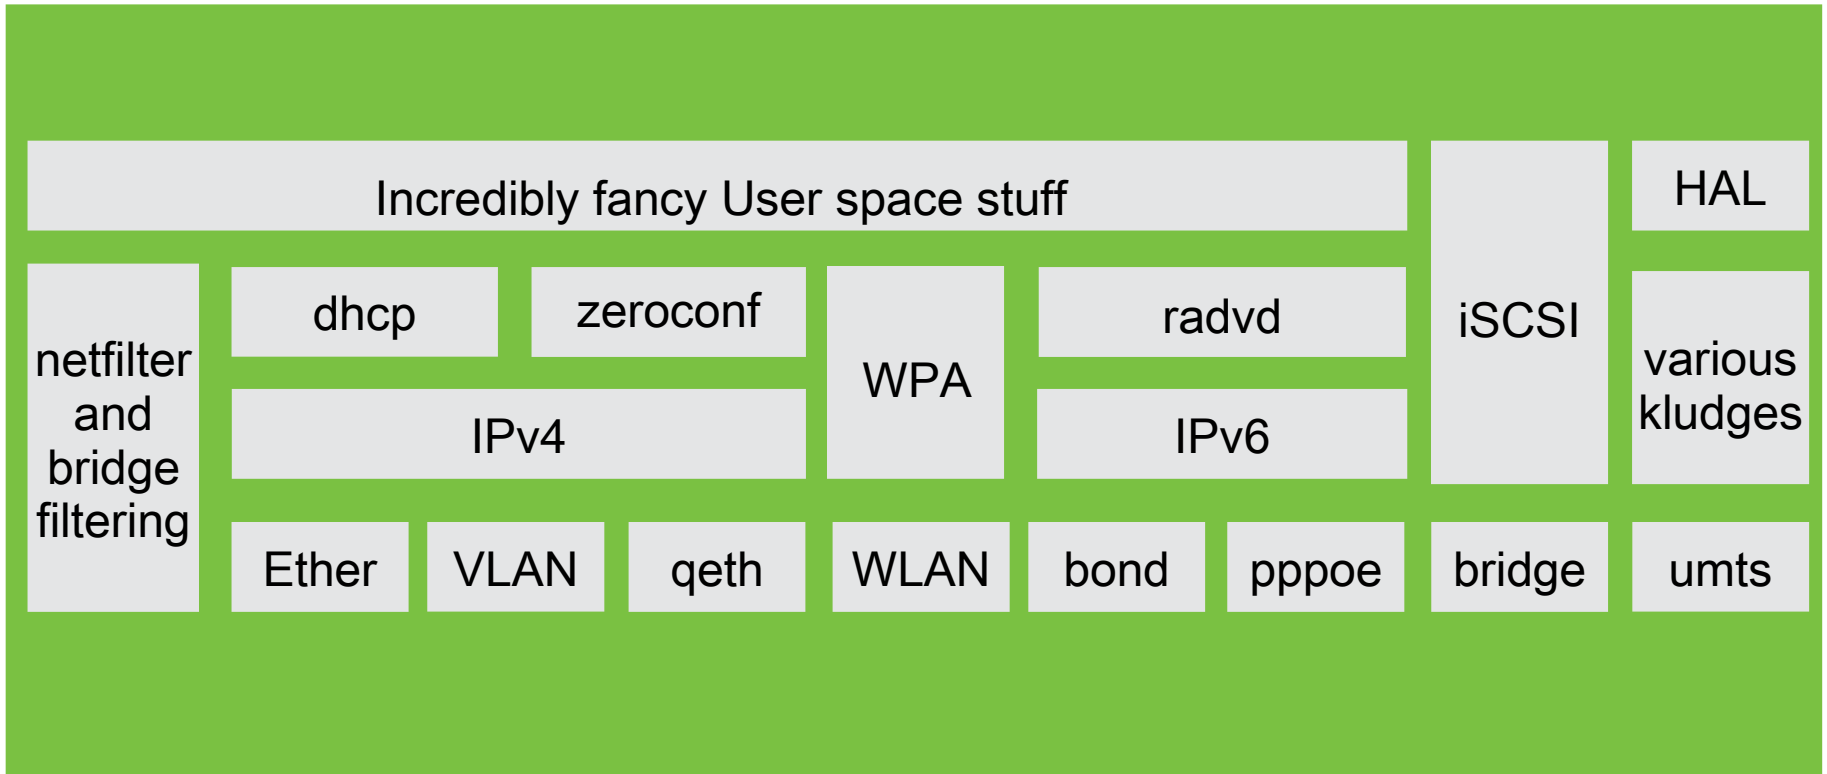 Incredibly fancy User space stuff
HAL
dhcp
zeroconf
WPA
radvd
iSCSI
netfilter
and
bridge
filtering
various
kludges
IPv4
IPv6
Ether
VLAN
qeth
WLAN
bond
pppoe
bridge
umts